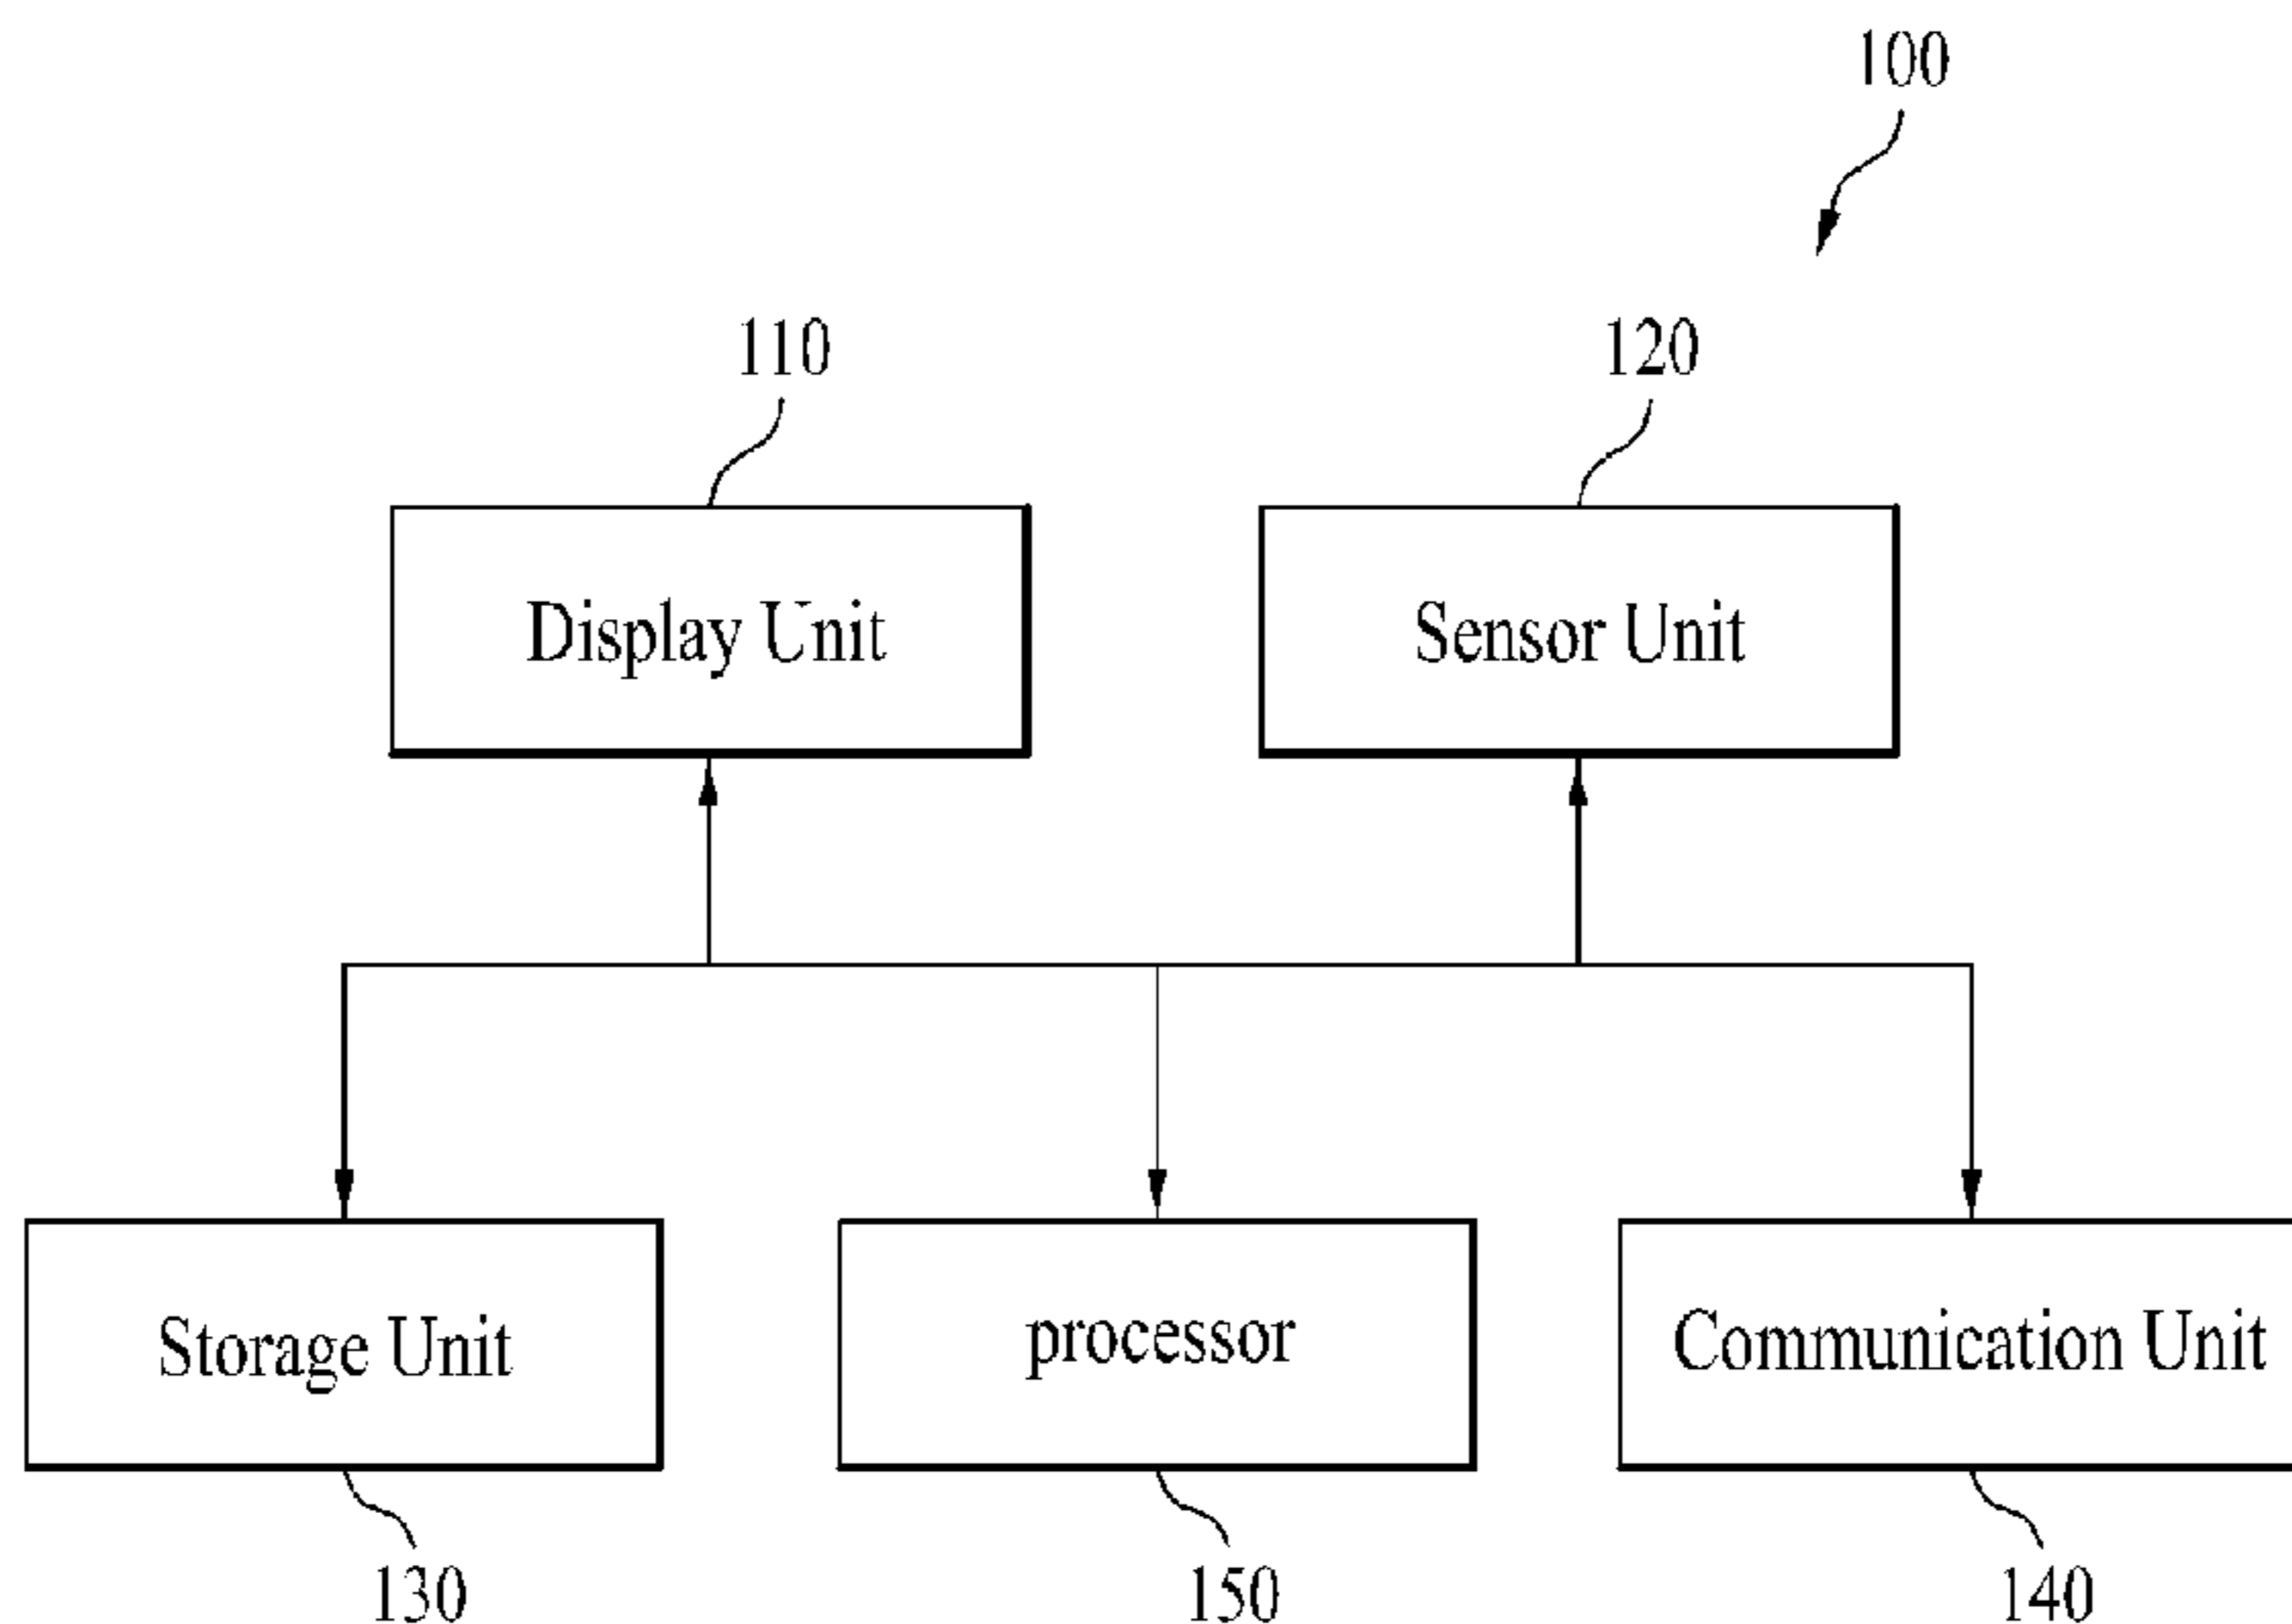 100
110
120
Display Unit
Sensor Unit
Storage Unit
processor
Communication Unit
130
150
140